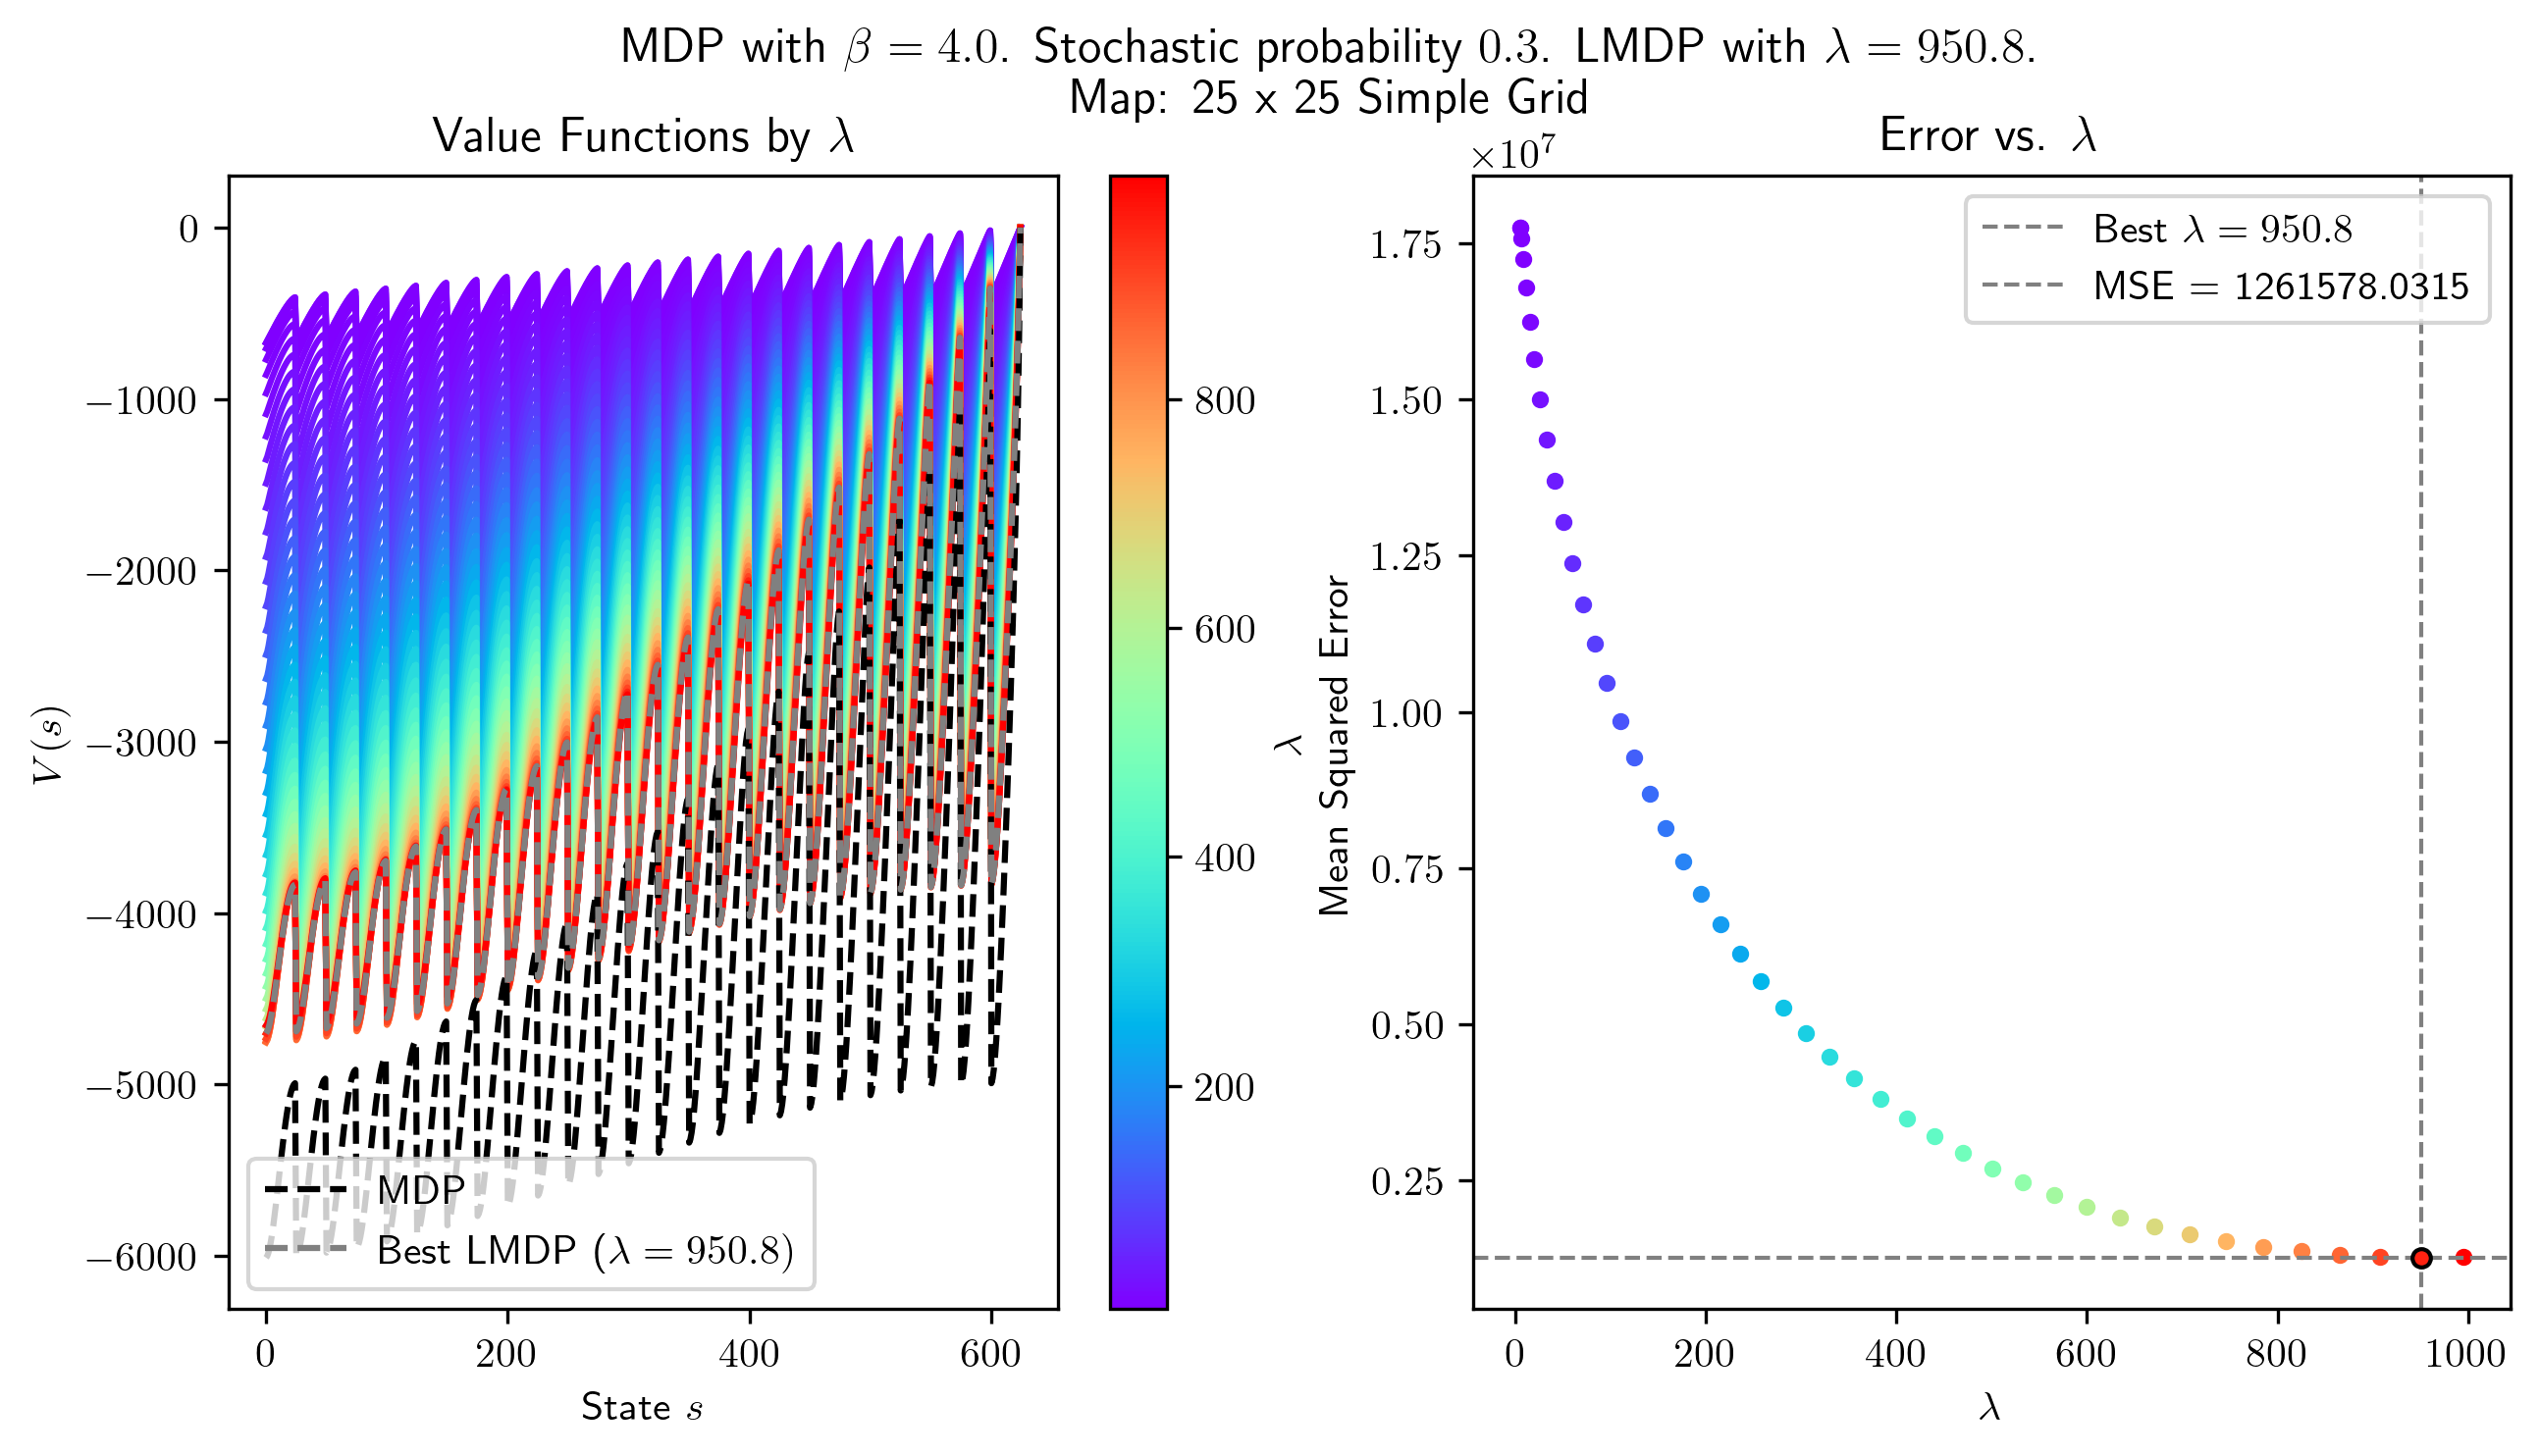 MDP with β = 4.0. Stochastic probability 0.3. LMDP with λ = 950.8.
Map: 25 x 25 Simple Grid
Value Functions by λ
0
−1000
−2000
−3000
−4000
−5000
−6000
V(s)
0
200
400
600
State s
MDP
Best LMDP (λ = 950.8)
800
600
400
200
λ
Error vs. λ
×10⁷
1.75
1.50
1.25
1.00
0.75
0.50
0.25
Mean Squared Error
Best λ = 950.8
MSE = 1261578.0315
0
200
400
600
800
1000
λ